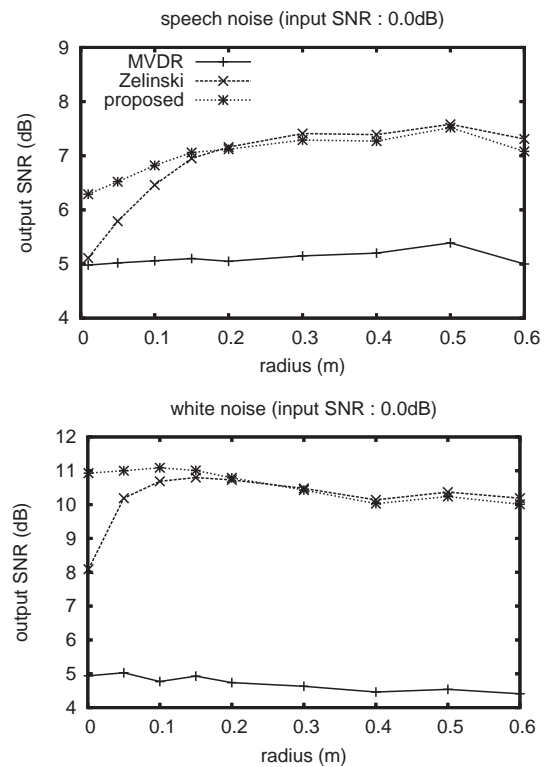 speech noise (input SNR : 0.0dB)
9
8
7
6
5
4
output SNR (dB)
MVDR
Zelinski
proposed
0 0.1 0.2 0.3 0.4 0.5 0.6
radius (m)
white noise (input SNR : 0.0dB)
12
11
10
9
8
7
6
5
4
output SNR (dB)
0 0.1 0.2 0.3 0.4 0.5 0.6
radius (m)